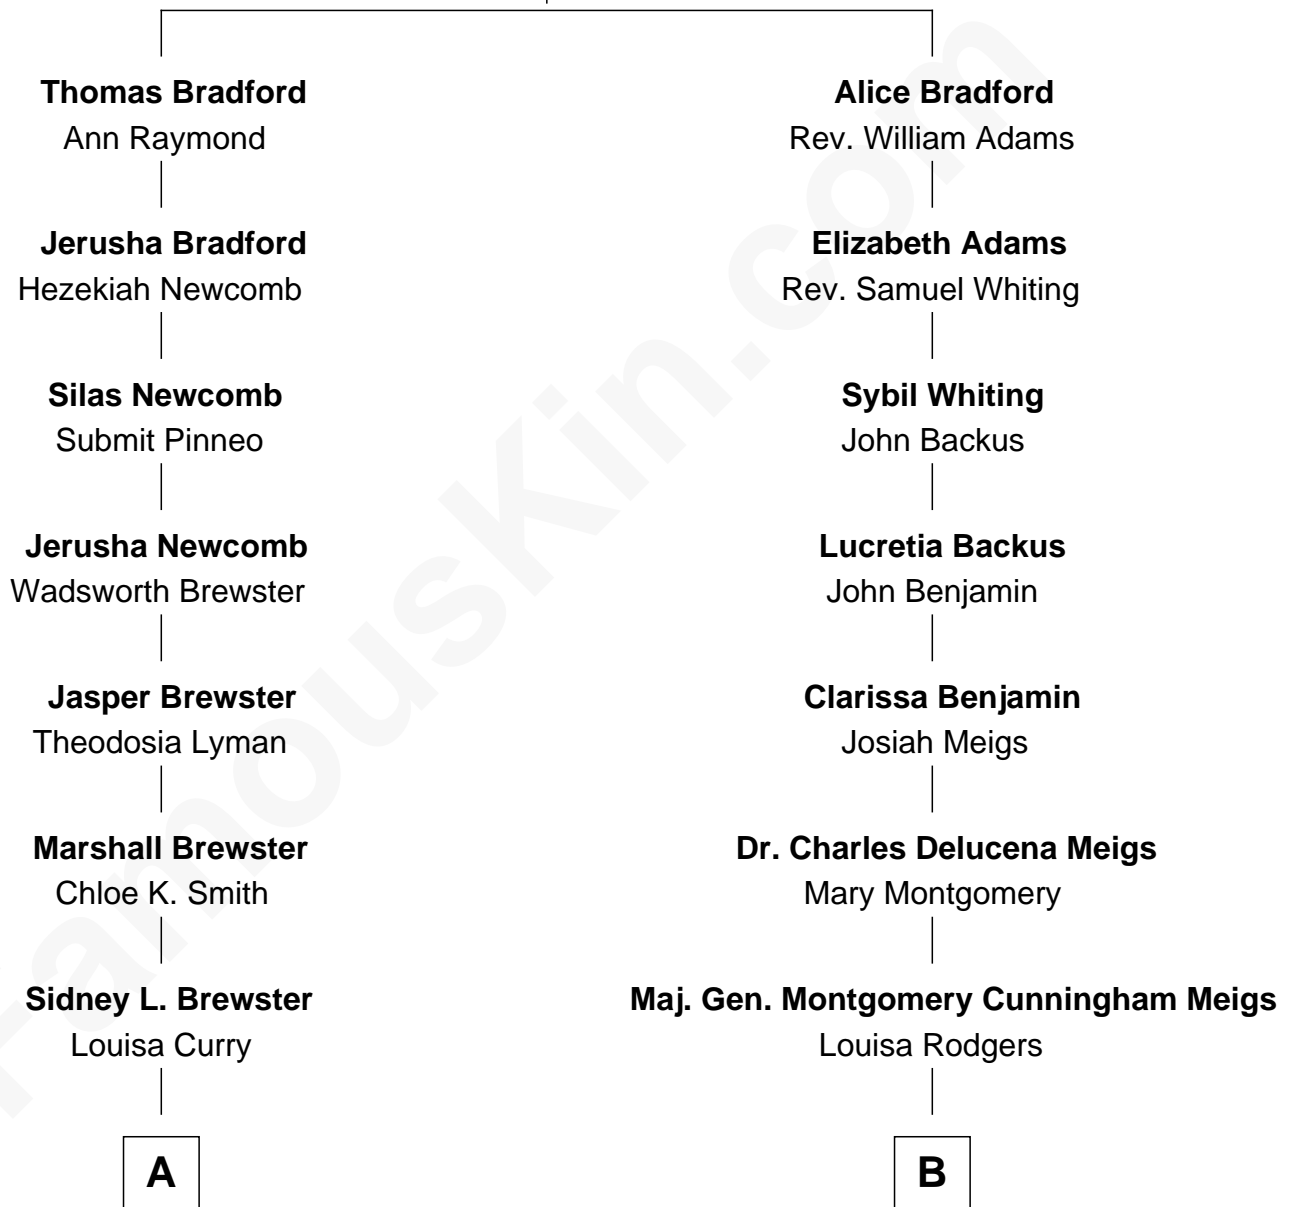 Thomas Bradford
Ann Raymond
Jerusha Bradford
Hezekiah Newcomb
Silas Newcomb
Submit Pinneo
Jerusha Newcomb
Wadsworth Brewster
Jasper Brewster
Theodosia Lyman
Marshall Brewster
Chloe K. Smith
Sidney L. Brewster
Louisa Curry
A
Alice Bradford
Rev. William Adams
Elizabeth Adams
Rev. Samuel Whiting
Sybil Whiting
John Backus
Lucretia Backus
John Benjamin
Clarissa Benjamin
Josiah Meigs
Dr. Charles Delucena Meigs
Mary Montgomery
Maj. Gen. Montgomery Cunningham Meigs
Louisa Rodgers
B
FamousKin.com